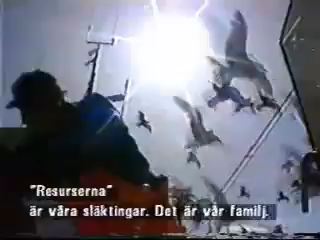 "Resurserna"
är våra släktingar. Det är vår familj.